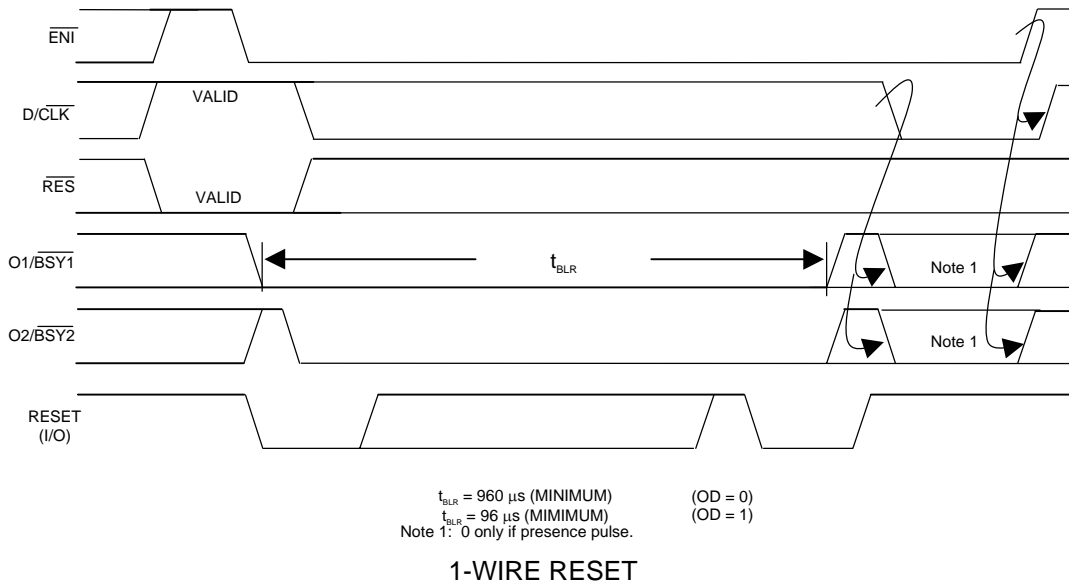 ENI
D/CLK
VALID
RES
VALID
O1/BSY1
tBLR
Note 1
O2/BSY2
Note 1
RESET
(I/O)
tBLR = 960 µs (MINIMUM) (OD = 0)
tBLR = 96 µs (MIMIMUM) (OD = 1)
Note 1: 0 only if presence pulse.
1-WIRE RESET